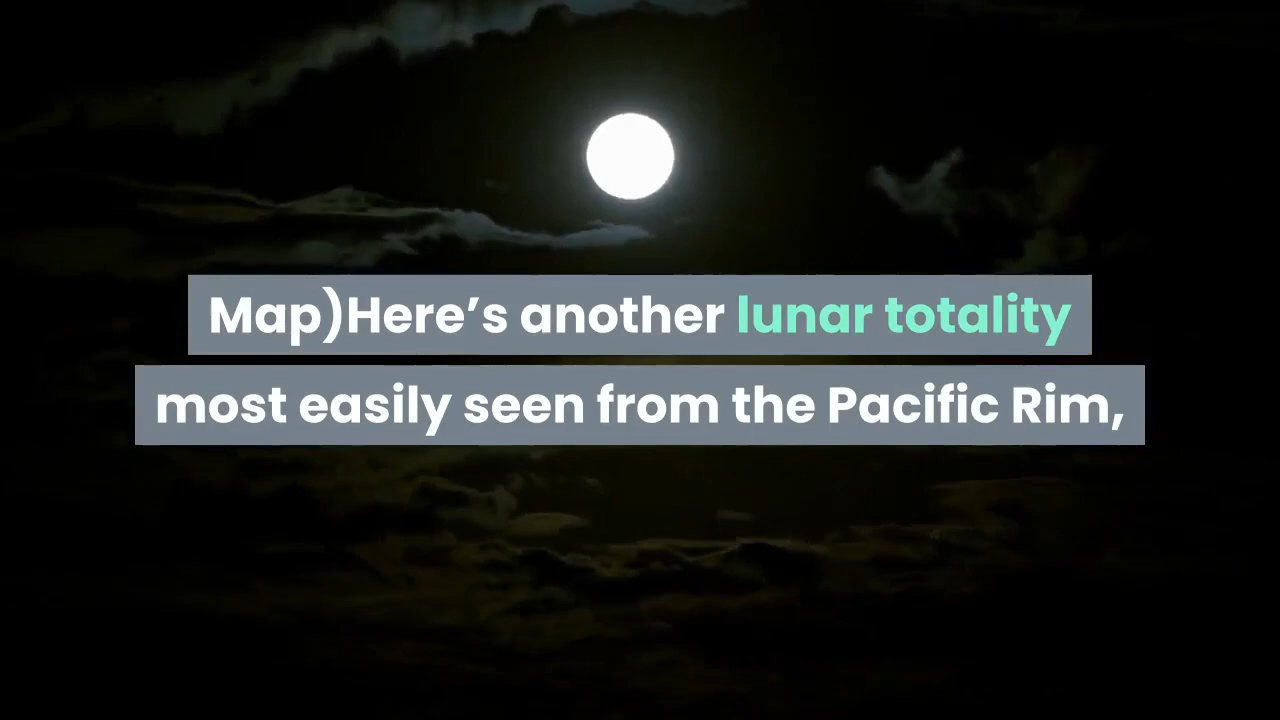 Map)Here’s another lunar totality
most easily seen from the Pacific Rim,